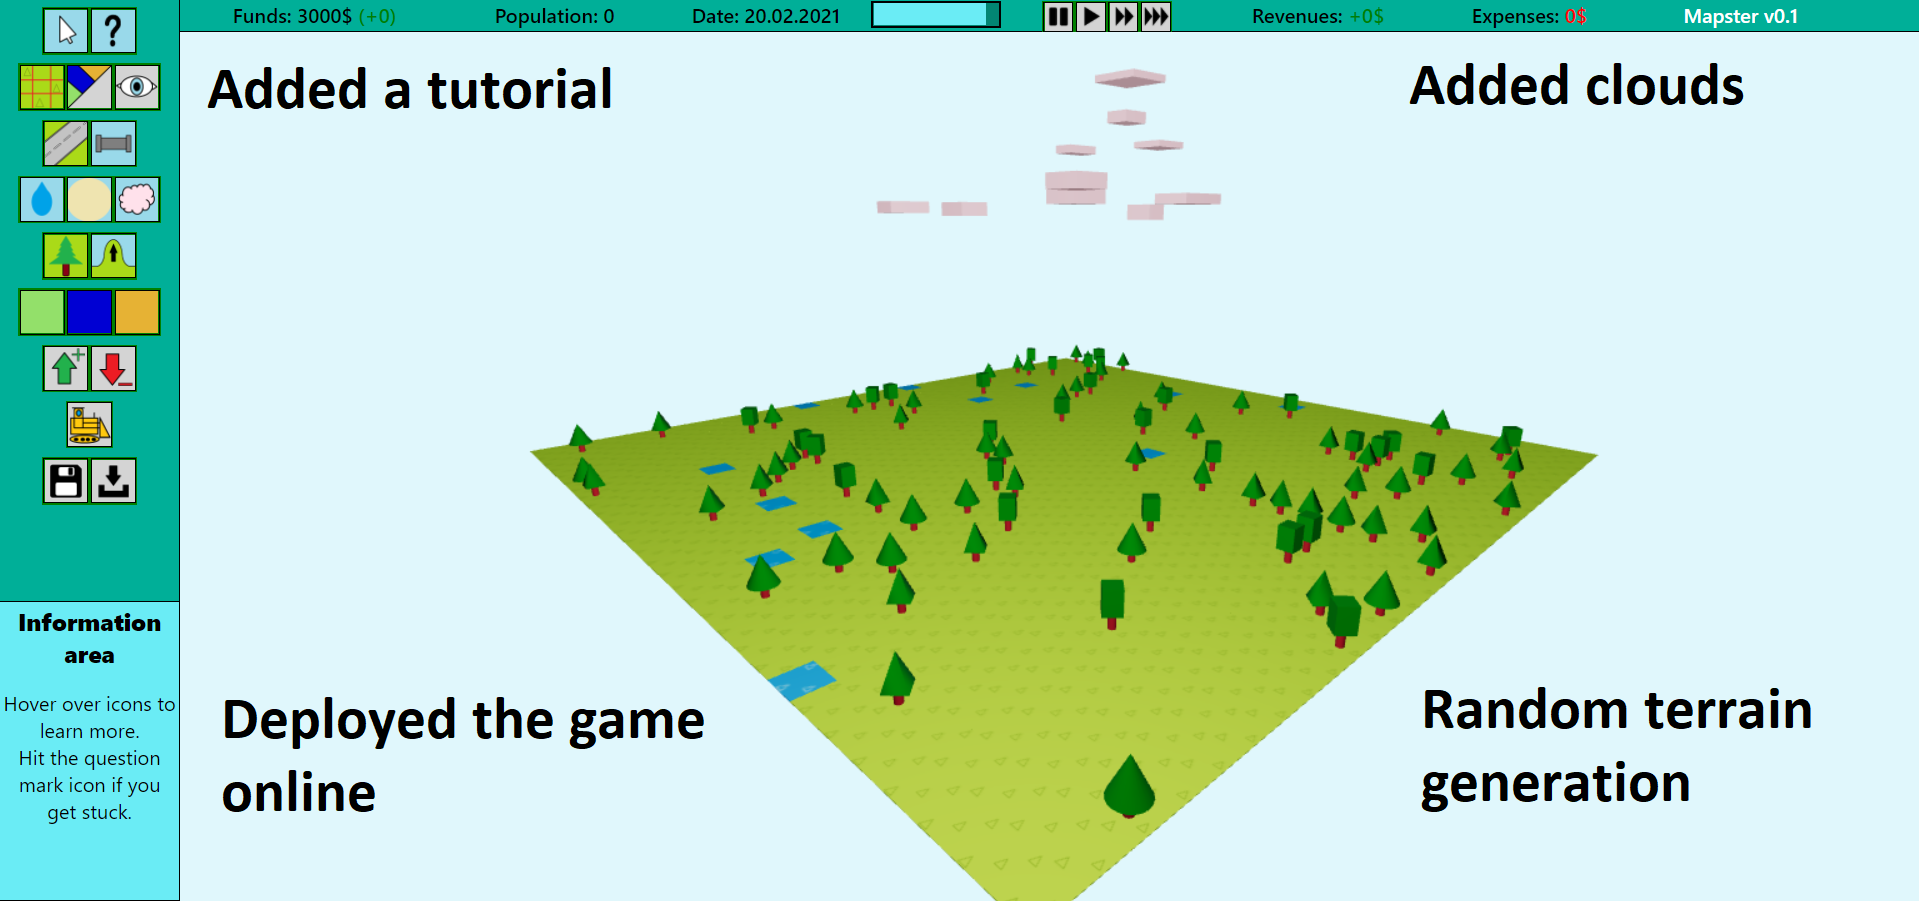 Funds: 3000$ (+0) Population: 0 Date: 20.02.2021 Revenues: +0$ Expenses: 0$ Mapster v0.1
Added a tutorial
Added clouds
Information
area
Hover over icons to
learn more.
Hit the question
mark icon if you
get stuck.
Deployed the game
online
Random terrain
generation